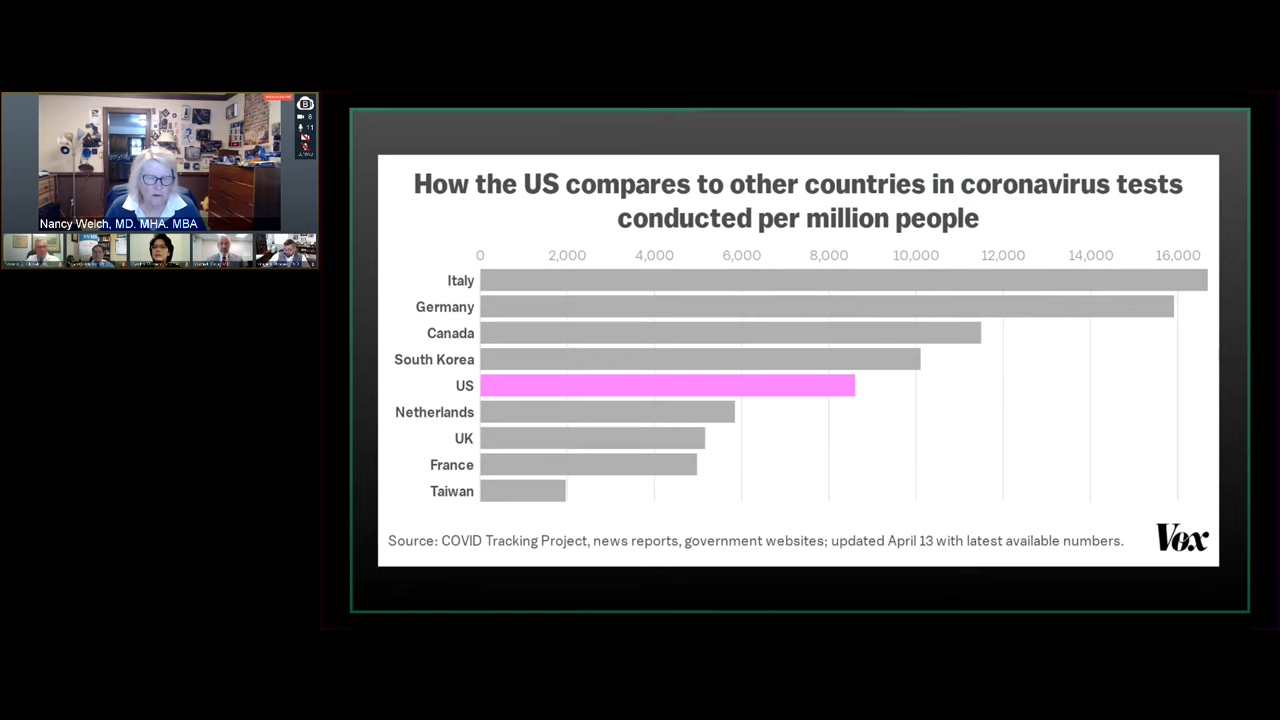 B
8
11
Nancy Welch, MD. MHA. MBA
How the US compares to other countries in coronavirus tests
conducted per million people
0 2,000 4,000 6,000 8,000 10,000 12,000 14,000 16,000
Italy
Germany
Canada
South Korea
US
Netherlands
UK
France
Taiwan
Source: COVID Tracking Project, news reports, government websites; updated April 13 with latest available numbers.
Vox